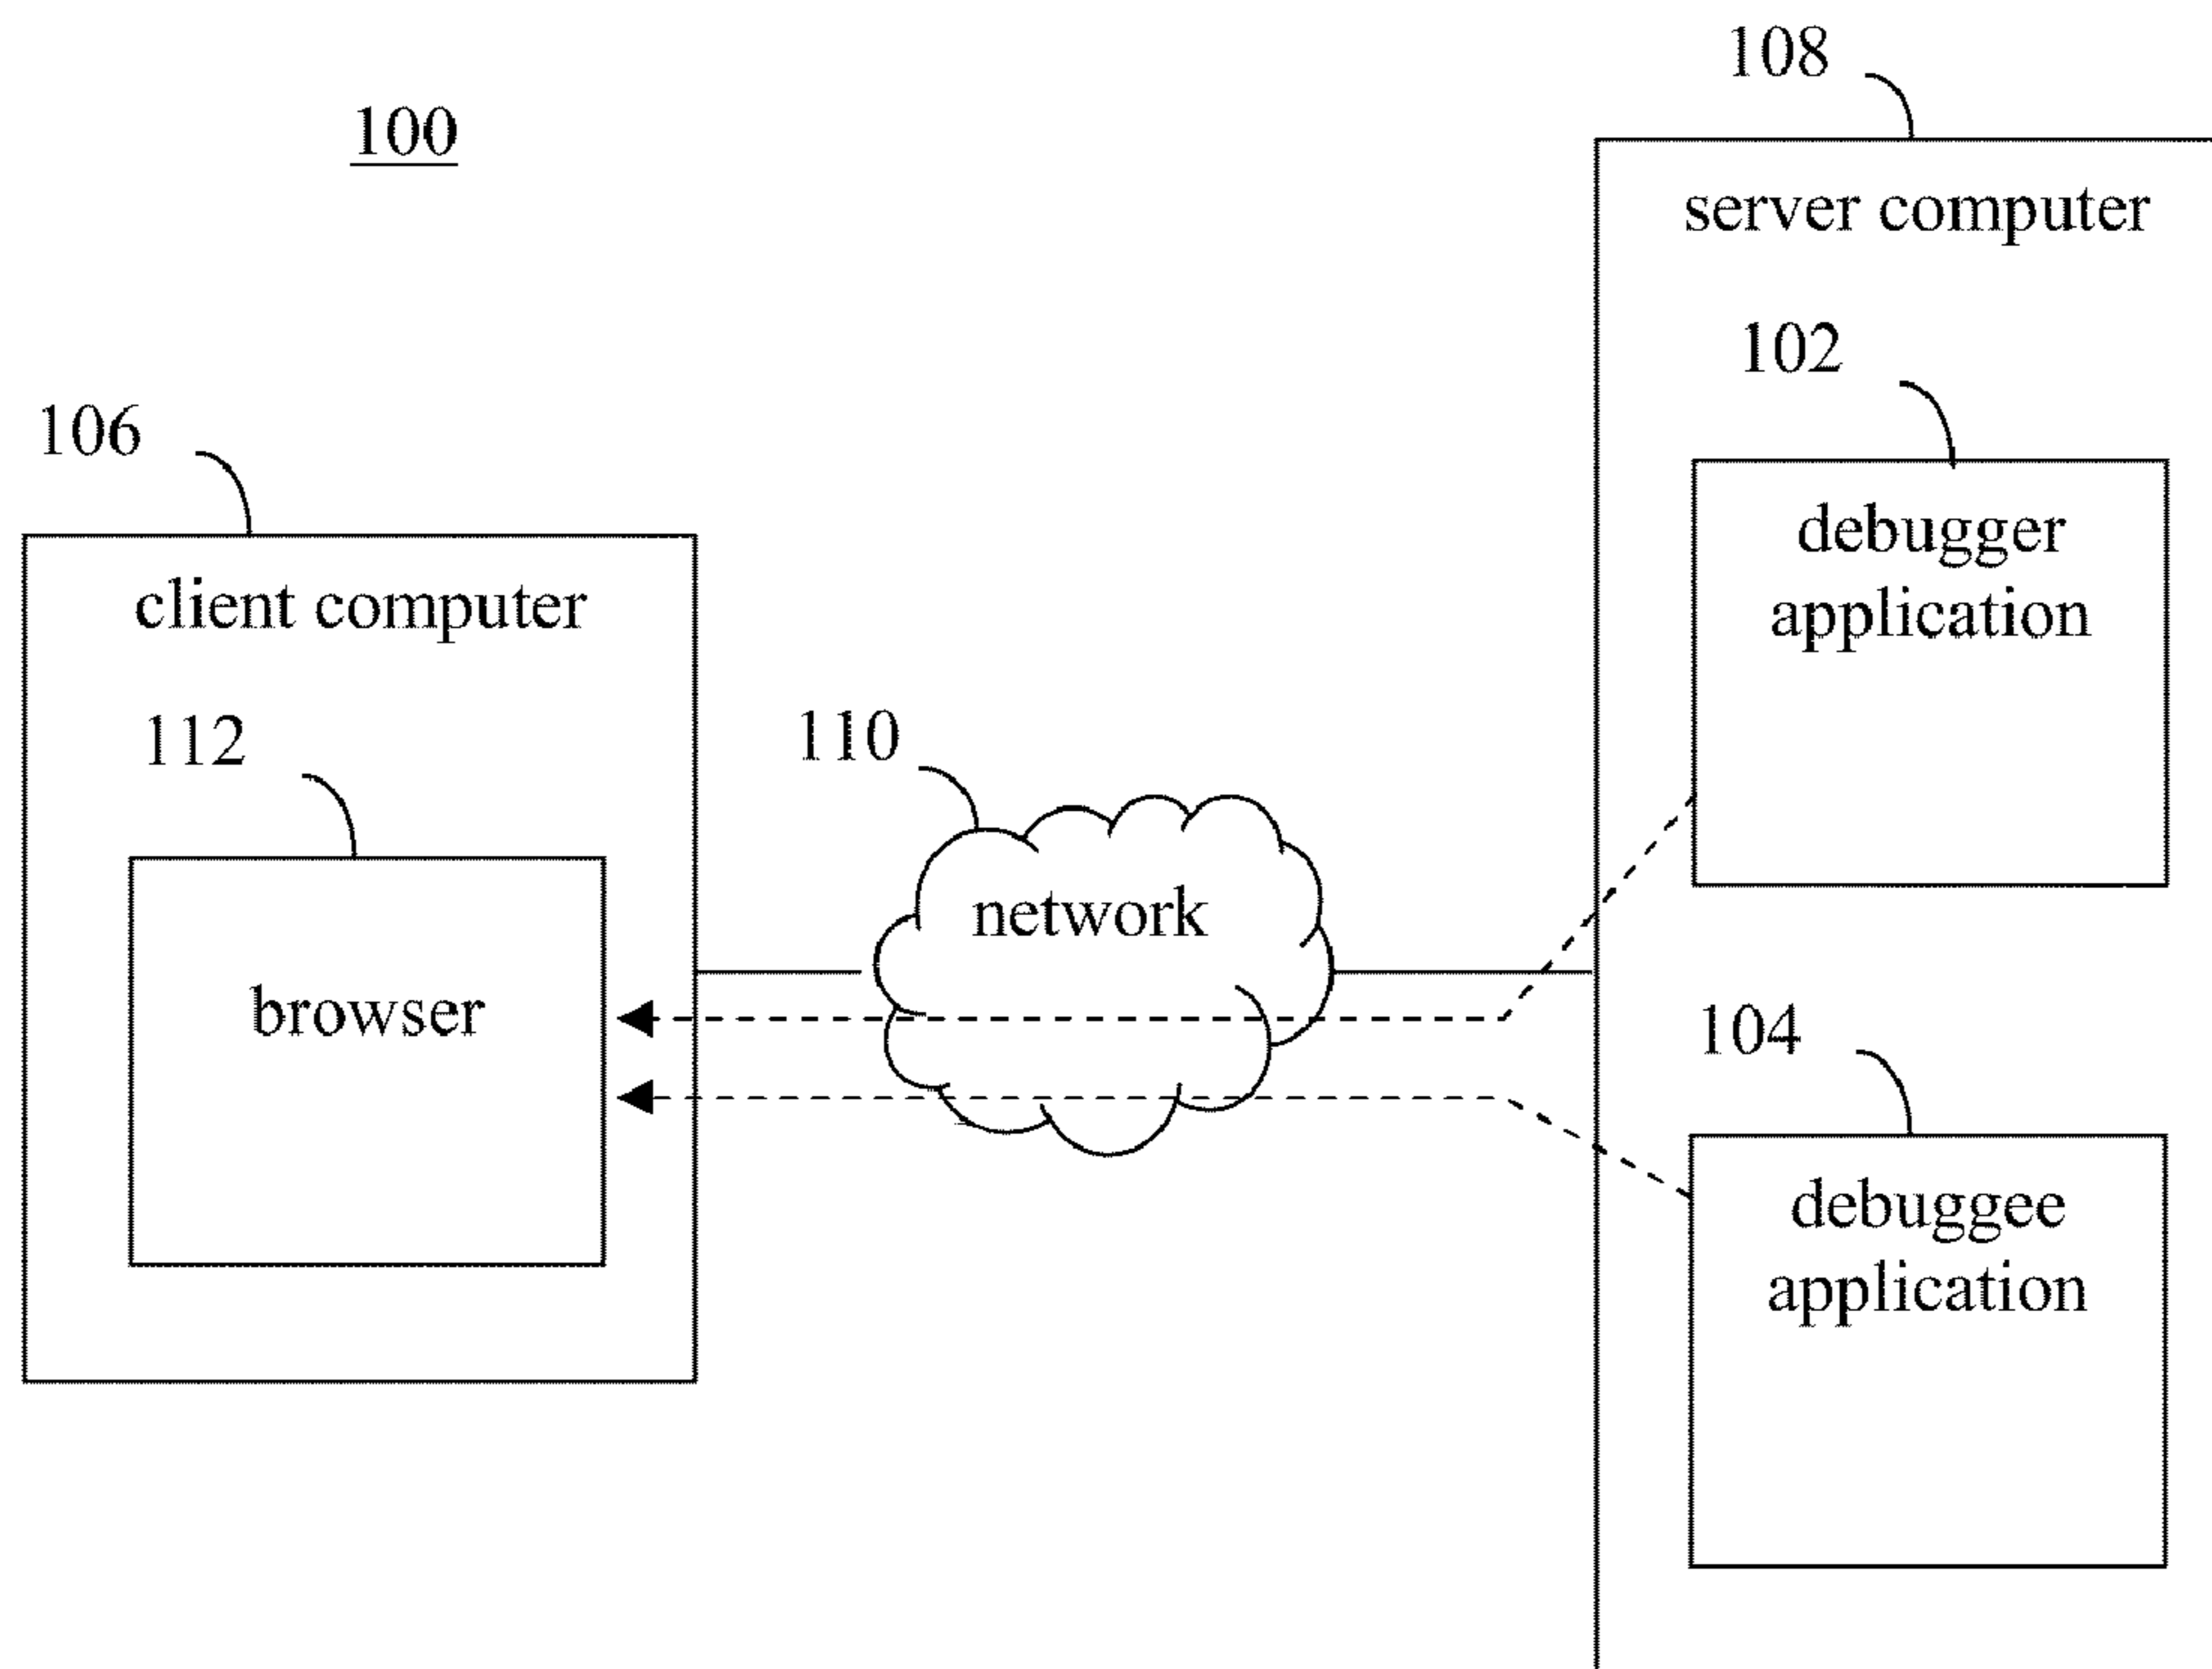 108
100
server computer
102
106
debugger
application
client computer
112
110
network
browser
104
debuggee
application